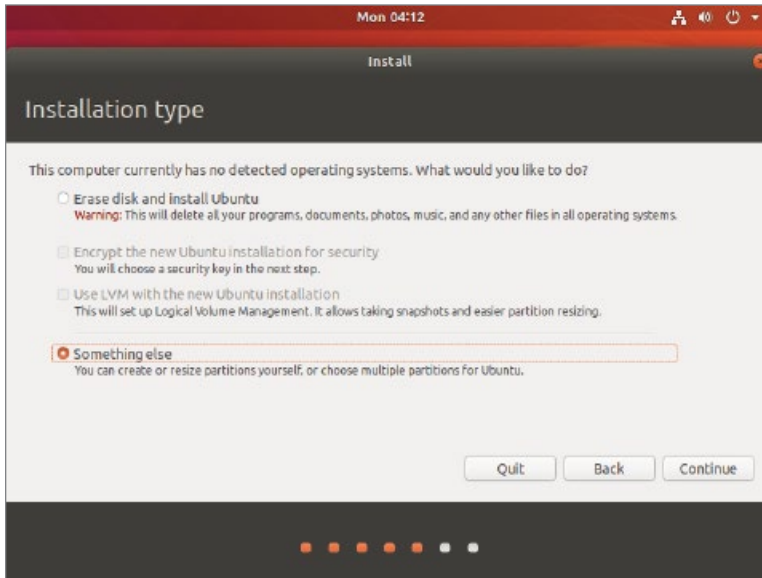 Mon 04:12
Install
Installation type
This computer currently has no detected operating systems. What would you like to do?
Erase disk and install Ubuntu
Warning: This will delete all your programs, documents, photos, music, and any other files in all operating systems.
Encrypt the new Ubuntu installation for security
You will choose a security key in the next step.
Use LVM with the new Ubuntu installation
This will set up Logical Volume Management. It allows taking snapshots and easier partition resizing.
Something else
You can create or resize partitions yourself, or choose multiple partitions for Ubuntu.
Quit Back Continue